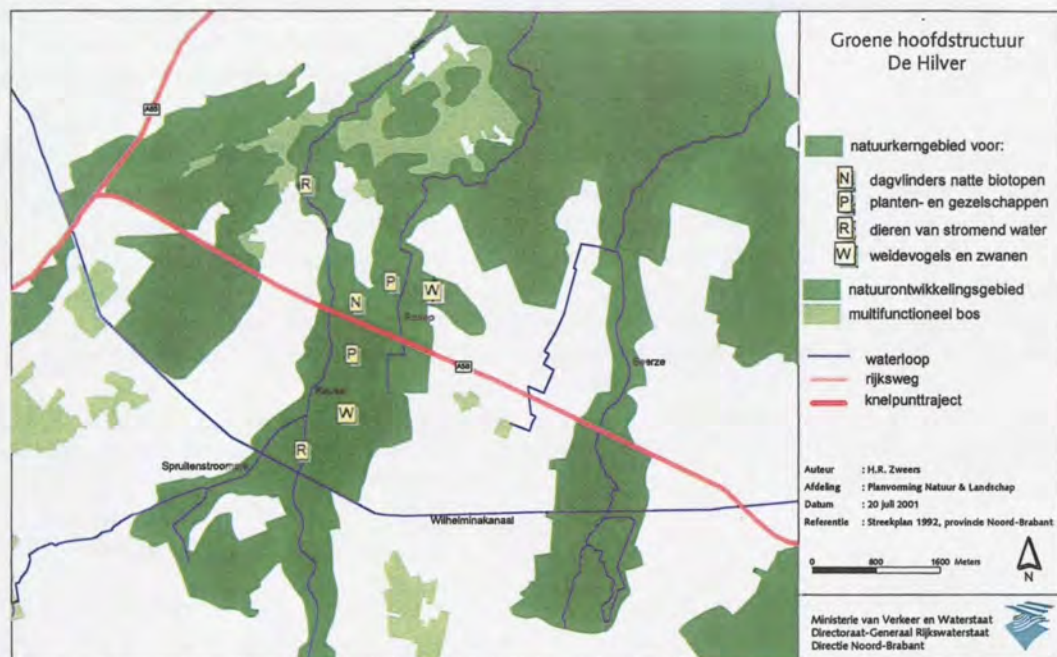 Groene hoofdstructuur
De Hilver
natuurkerngebied voor:
N dagvlinders natte biotopen
P planten- en gezelschappen
R dieren van stromend water
W weidevogels en zwanen
natuurontwikkelingsgebied
multifunctioneel bos
waterloop
rijksweg
knelpunttraject
Auteur : H.R. Zweers
Afdeling : Planvorming Natuur & Landschap
Datum : 20 juli 2001
Referentie : Streekplan 1992, provincie Noord-Brabant
0 800 1600 Meters
N
Ministerie van Verkeer en Waterstaat
Directoraat-Generaal Rijkswaterstaat
Directie Noord-Brabant
R
P
W
N
P
W
R
Beerze
Wilhelminakanaal